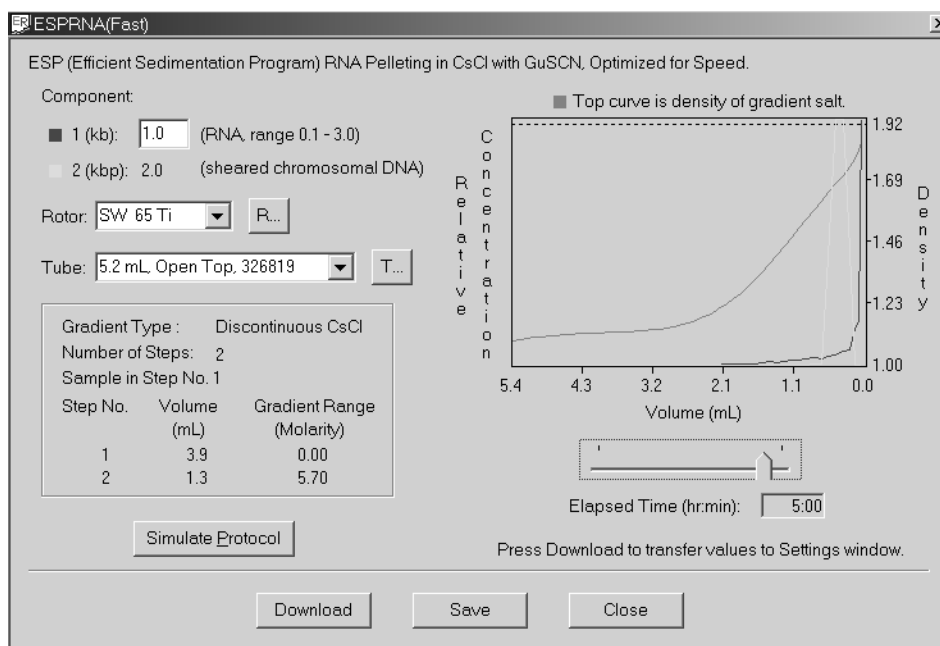 ER ESPRNA(Fast) X
ESP (Efficient Sedimentation Program) RNA Pelleting in CsCl with GuSCN, Optimized for Speed.
Component:
1 (kb): 1.0 (RNA, range 0.1 - 3.0)
2 (kbp): 2.0 (sheared chromosomal DNA)
Rotor: SW 65 Ti R...
Tube: 5.2 mL, Open Top, 326819 T...
Gradient Type : Discontinuous CsCl
Number of Steps: 2
Sample in Step No. 1
Step No. Volume Gradient Range
(mL) (Molarity)
1 3.9 0.00
2 1.3 5.70
Simulate Protocol
Top curve is density of gradient salt.
Relative
Concentration
1.92
1.69
1.46
1.23
1.00
Density
5.4 4.3 3.2 2.1 1.1 0.0
Volume (mL)
Elapsed Time (hr:min): 5:00
Press Download to transfer values to Settings window.
Download Save Close